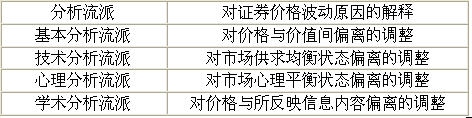 分析流派 对证券价格波动原因的解释
基本分析流派 对价格与价值间偏离的调整
技术分析流派 对市场供求均衡状态偏离的调整
心理分析流派 对市场心理平衡状态偏离的调整
学术分析流派 对价格与所反映信息内容偏离的调整